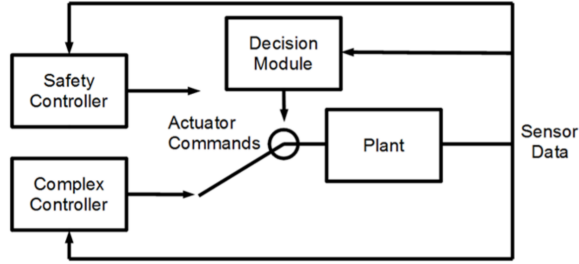 Decision
Module
Safety
Controller
Actuator
Commands
Plant
Sensor
Data
Complex
Controller